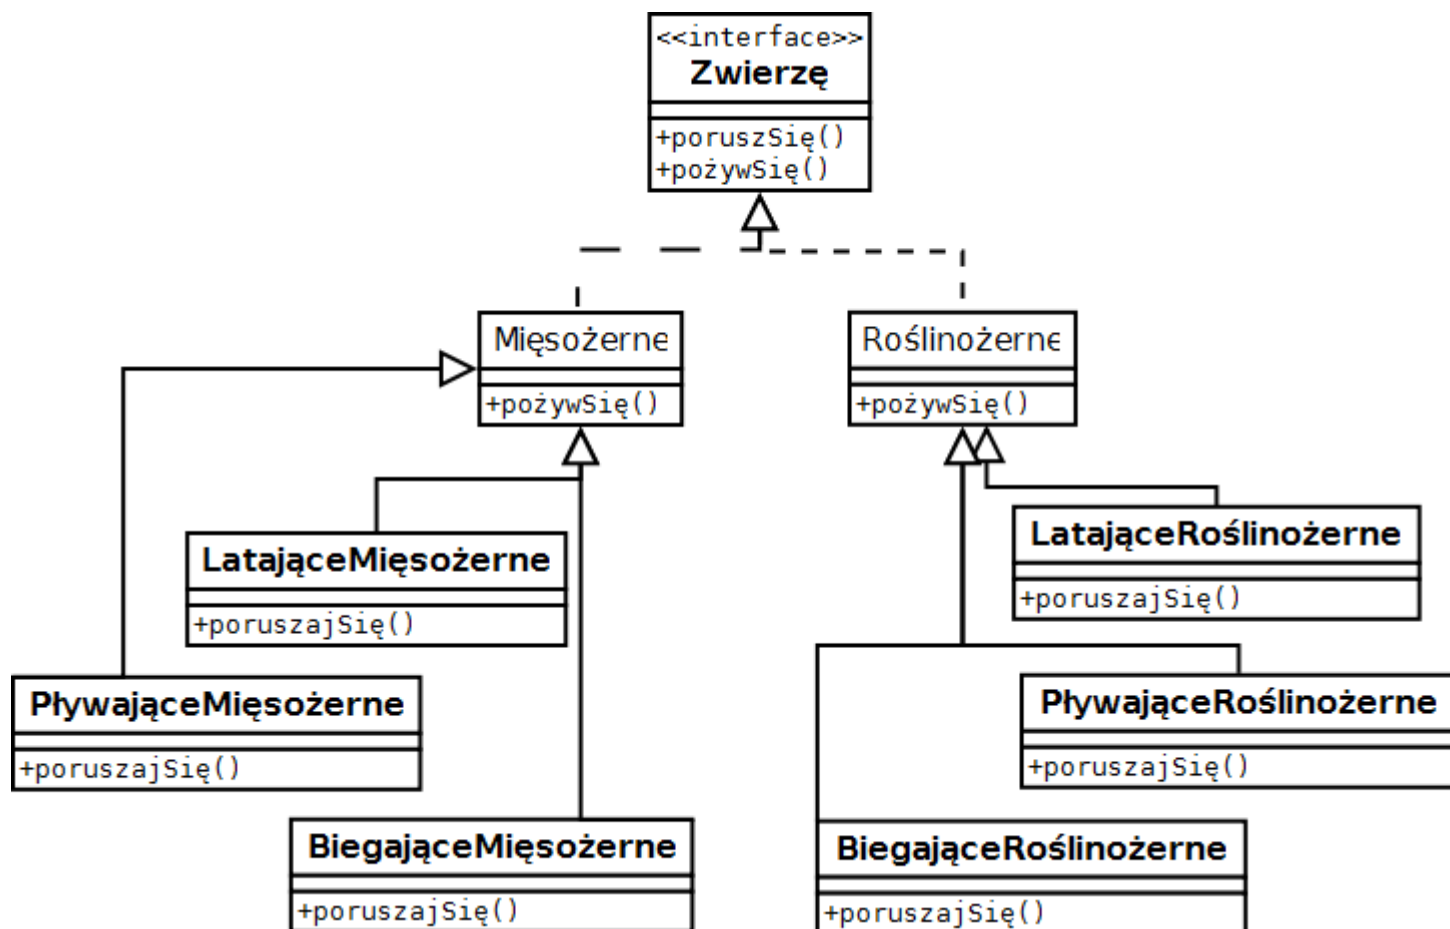 <<interface>>
Zwierzę
+poruszSię()
+pożywSię()
Mięsożerne
+pożywSię()
Roślinożerne
+pożywSię()
LatająceMięsożerne
+poruszajSię()
LatająceRoślinożerne
+poruszajSię()
PływająceMięsożerne
+poruszajSię()
PływająceRoślinożerne
+poruszajSię()
BiegająceMięsożerne
+poruszajSię()
BiegająceRoślinożerne
+poruszajSię()